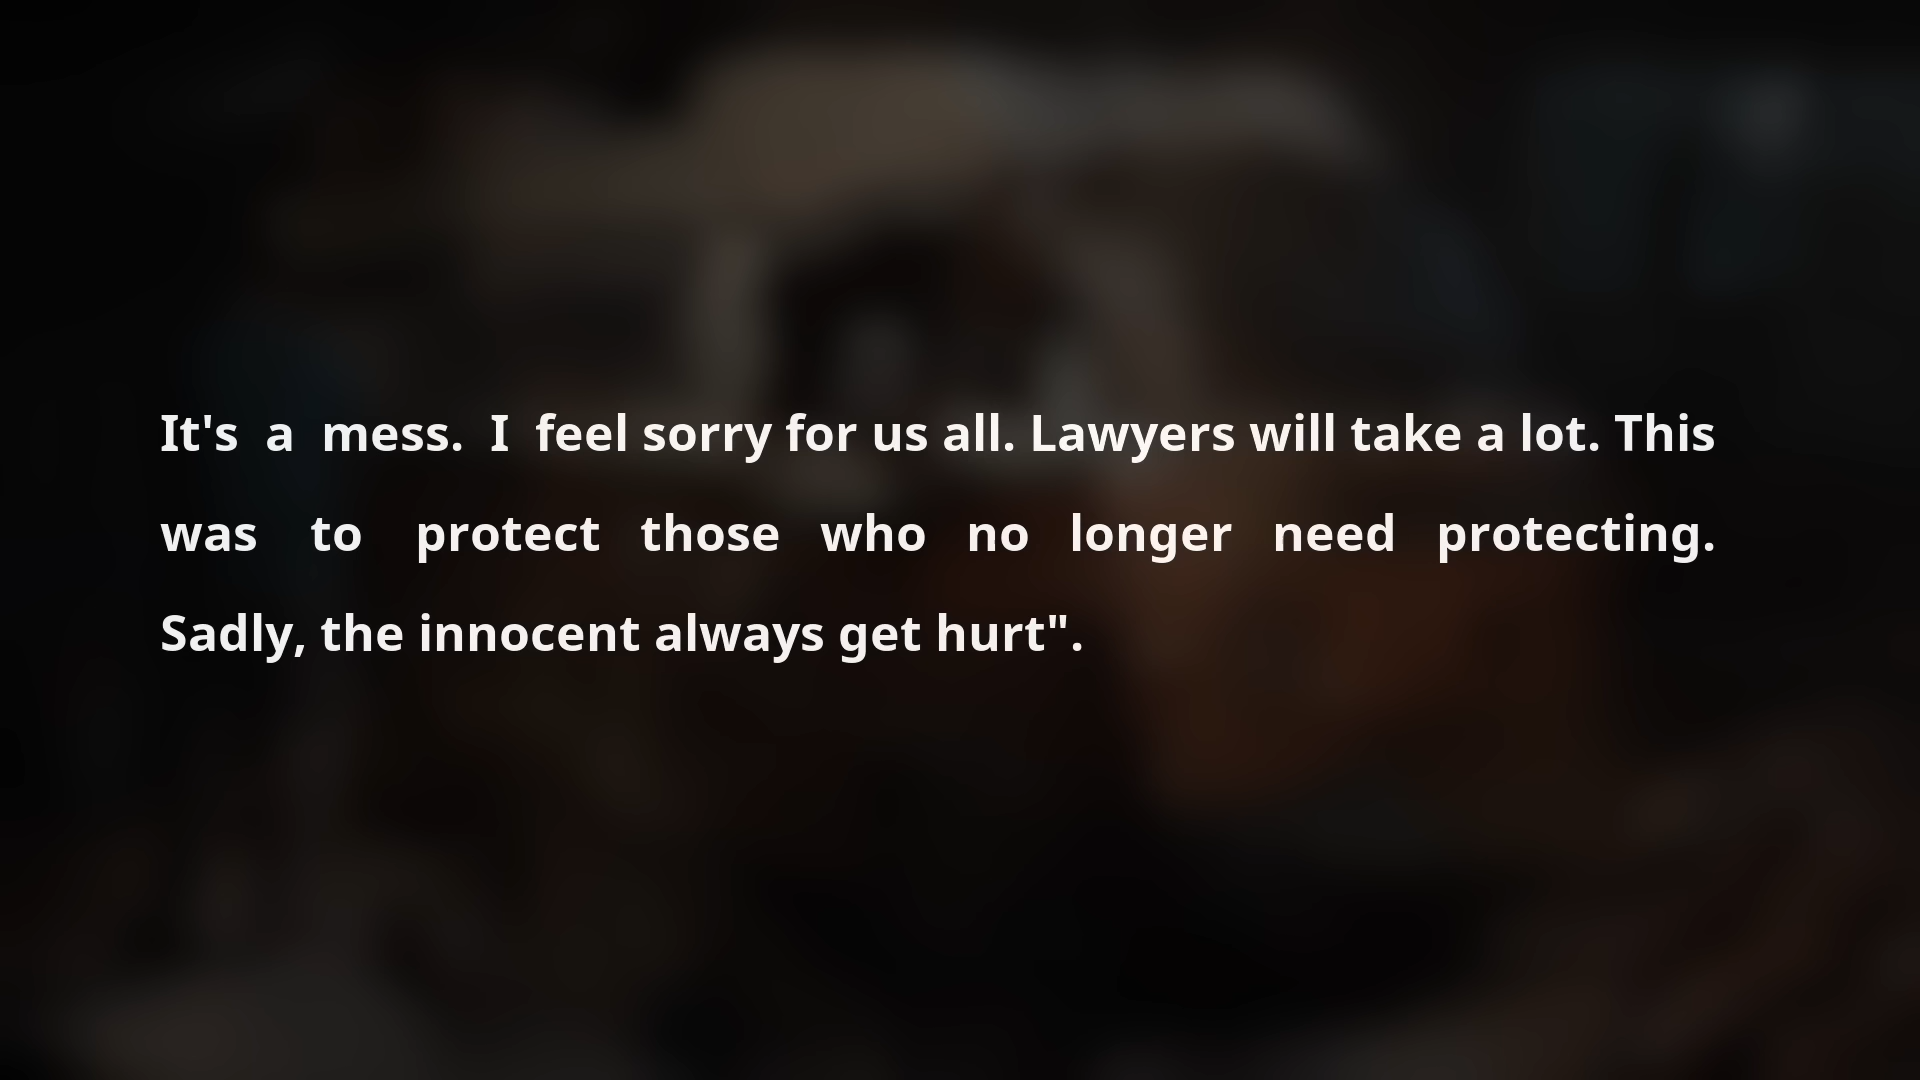 It's a mess. I feel sorry for us all. Lawyers will take a lot. This
was to protect those who no longer need protecting.
Sadly, the innocent always get hurt".